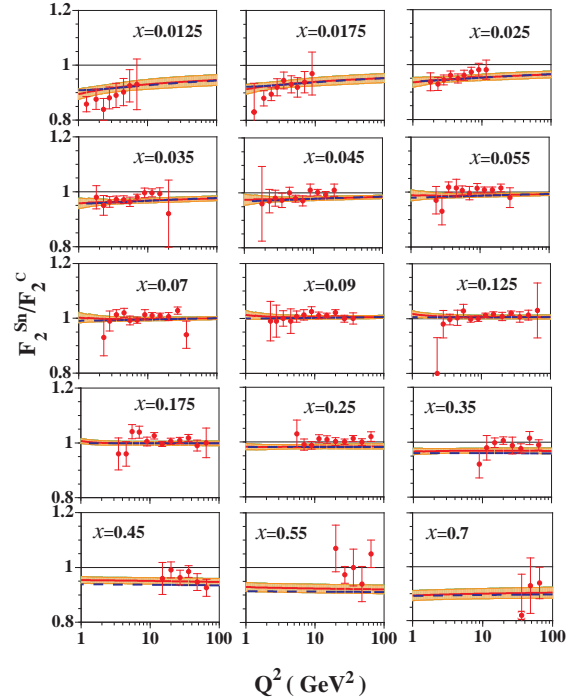 1.2
x=0.0125 x=0.0175 x=0.025
1
0.8
1.2
x=0.035 x=0.045 x=0.055
1
0.8
1.2
x=0.07 x=0.09 x=0.125
1
0.8
1.2
x=0.175 x=0.25 x=0.35
1
0.8
1.2
x=0.45 x=0.55 x=0.7
1
0.8
1 10 100 1 10 100 1 10 100
F₂^Sn/F₂^C
Q² ( GeV² )